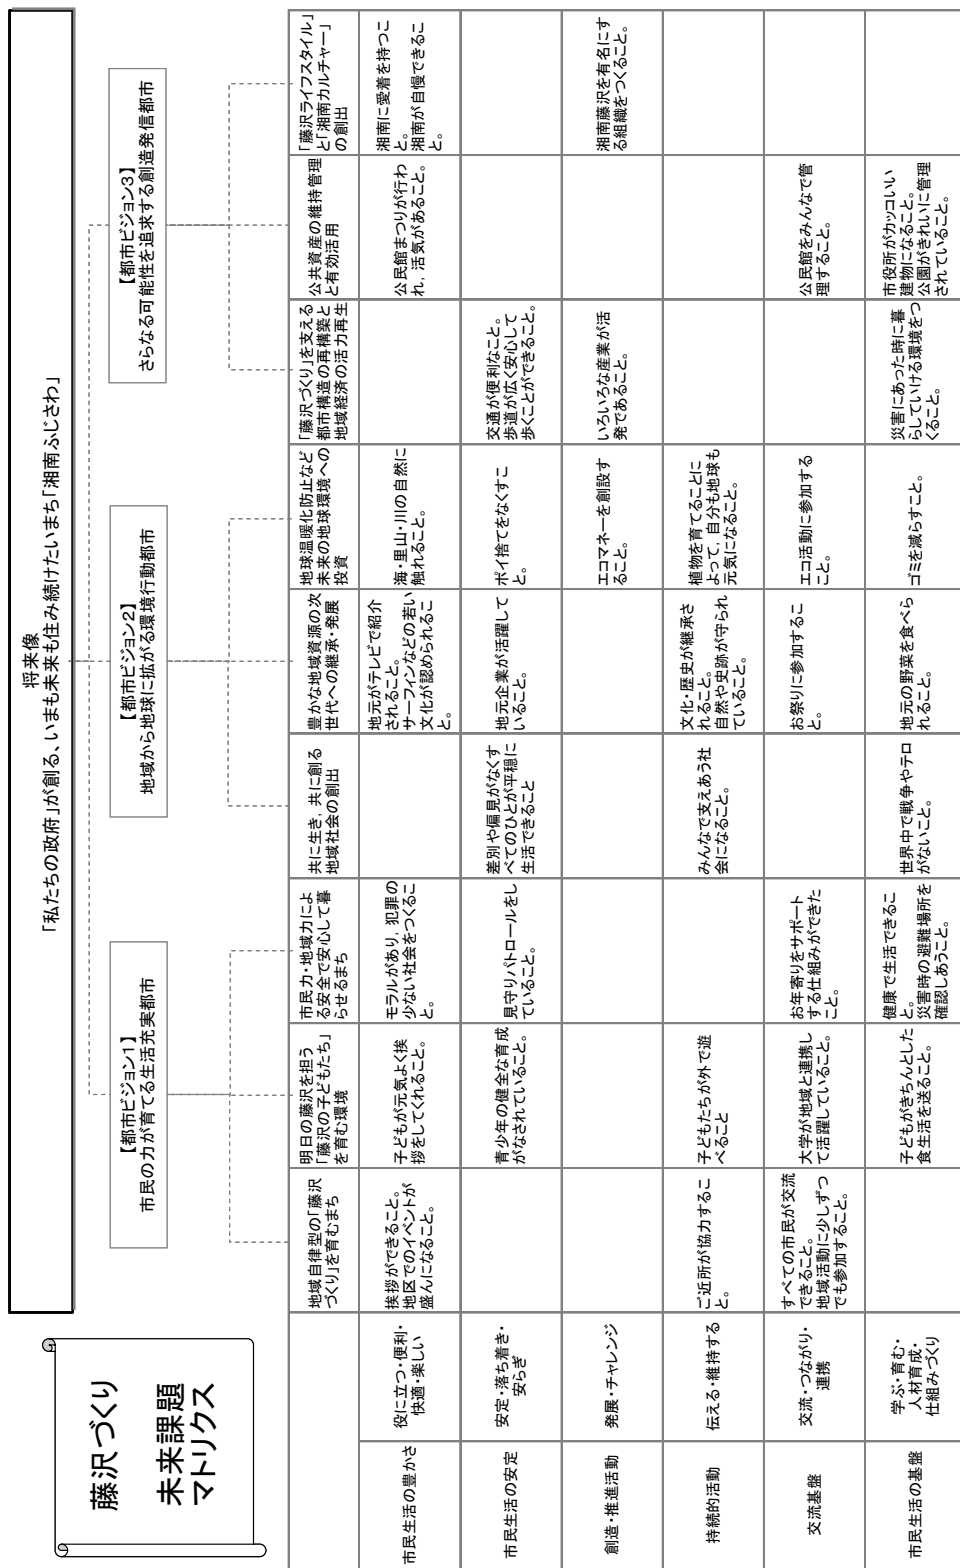 藤沢づくり
未来課題
マトリクス
将来像
「私たちの政府」が創る、いまも未来も住み続けたいまち「湘南ふじさわ」
【都市ビジョン1】
市民の力が育てる生活充実都市
【都市ビジョン2】
地域から地球に拡がる環境行動都市
【都市ビジョン3】
さらなる可能性を追求する創造発信都市
地域自律型の「藤沢
づくり」を育むまち
明日の藤沢を担う
「藤沢の子どもたち」
を育む環境
市民力・地域力によ
る安全で安心して暮
らせるまち
共に生き、共に創る
地域社会の創出
豊かな地域資源の次
世代への継承・発展
地球温暖化防止など
未来の地球環境への
投資
「藤沢づくり」を支える
都市構造の再構築と
地域経済の活力再生
公共資産の維持管理
と有効活用
「藤沢ライフスタイル」
と「湘南カルチャー」
の創出
市民生活の豊かさ
役に立つ・便利・
快適・楽しい
挨拶ができること。
地区でのイベントが
盛んになること。
子どもが元気よく挨
拶をしてくれること。
モラルがあり、犯罪の
少ない社会をつくるこ
と。
地元がテレビで紹介
されること。
サーフィンなどの若い
文化が認められるこ
と。
海・里山・川の自然に
触れること。
公民館まつりが行わ
れ、活気があること。
湘南に愛着を持つこ
と。
湘南が自慢できるこ
と。
市民生活の安定
安定・落ち着き・
安らぎ
青少年の健全な育成
がなされていること。
見守りパトロールをし
ていること。
差別や偏見がなくす
べてのひとが平穏に
生活できること
地元企業が活躍して
いること。
ポイ捨てをなくすこ
と。
交通が便利なこと。
歩道が広く安心して
歩くことができること。
創造・推進活動
発展・チャレンジ
エコマネーを創設す
ること。
いろいろな産業が活
発であること。
湘南藤沢を有名にす
る組織をつくること。
持続的活動
伝える・維持する
ご近所が協力するこ
と。
子どもたちが外で遊
べること
みんなで支えあう社
会になること。
文化・歴史が継承さ
れること。
自然や史跡が守られ
ていること。
植物を育てることに
よって、自分も地球も
元気になること。
交流基盤
交流・つながり・
連携
すべての市民が交流
できること。
地域活動に少しずつ
でも参加すること。
大学が地域と連携し
て活躍していること。
お年寄りをサポート
する仕組みができた
こと。
お祭りに参加するこ
と。
エコ活動に参加する
こと。
公民館をみんなで管
理すること。
市民生活の基盤
学ぶ・育む・
人材育成・
仕組みづくり
子どもがきちんとした
食生活を送ること。
健康で生活できるこ
と。
災害時の避難場所を
確認しあうこと。
世界中で戦争やテロ
がないこと。
地元の野菜を食べら
れること。
ゴミを減らすこと。
災害にあった時に暮
らしていける環境をつ
くること。
市役所がカッコいい
建物になること。
公園がきれいに管理
されていること。